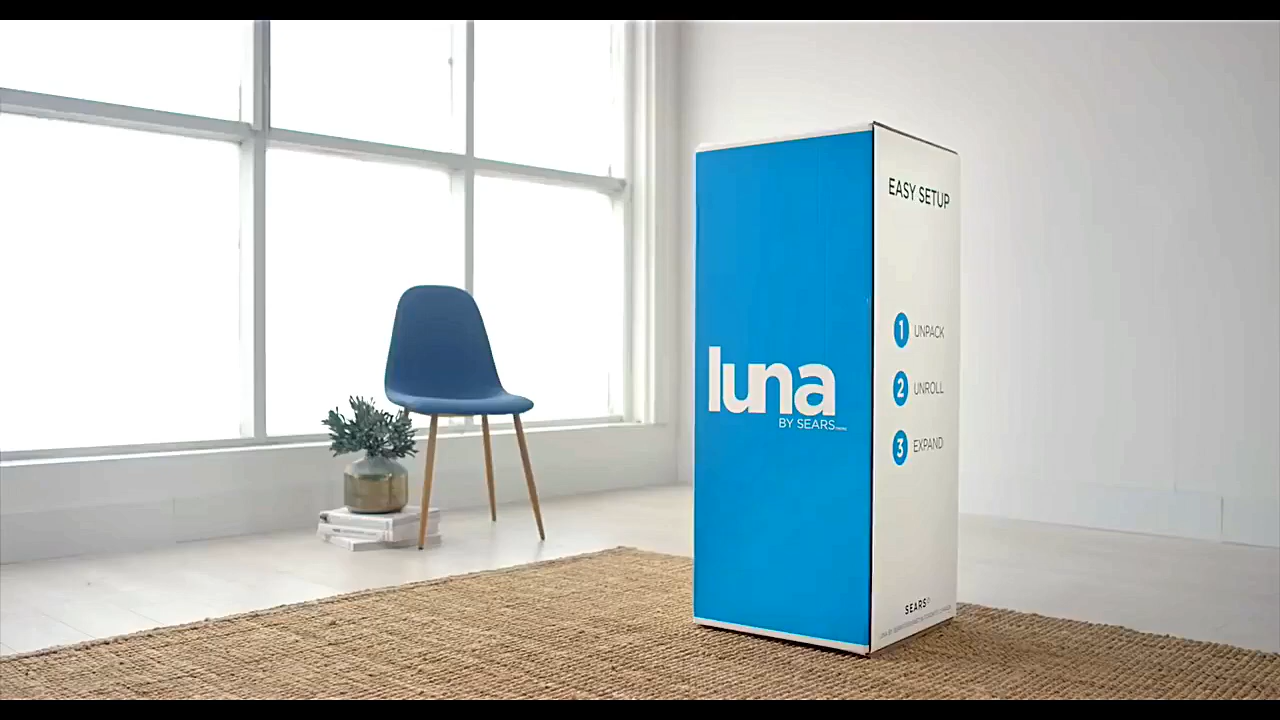 luna
BY SEARS
EASY SETUP
1 UNPACK
2 UNROLL
3 EXPAND
SEARS